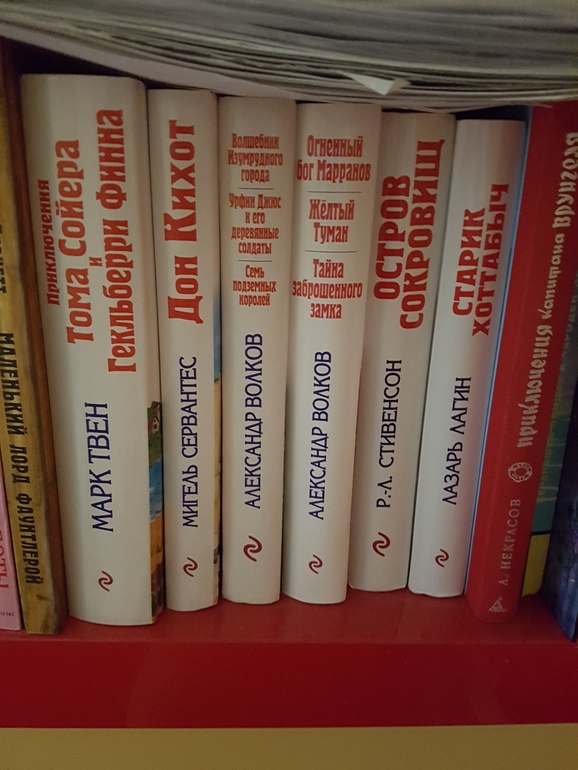 МАЛЕНЬКИЙ ЛОРД ФАУНТЛЕРОЙ
Приключения
Тома Сойера
и
Гекльберри Финна
МАРК ТВЕН
Дон Кихот
МИГЕЛЬ СЕРВАНТЕС
Волшебник
Изумрудного
города
Урфин Джюс
и его
деревянные
солдаты
Семь
подземных
королей
АЛЕКСАНДР ВОЛКОВ
Огненный
бог Марранов
Жёлтый
Туман
Тайна
заброшенного
замка
АЛЕКСАНДР ВОЛКОВ
ОСТРОВ
СОКРОВИЩ
Р.-Л. СТИВЕНСОН
СТАРИК
ХОТТАБЫЧ
ЛАЗАРЬ ЛАГИН
А. НЕКРАСОВ
ПРИКЛЮЧЕНИЯ КАПИТАНА ВРУНГЕЛЯ